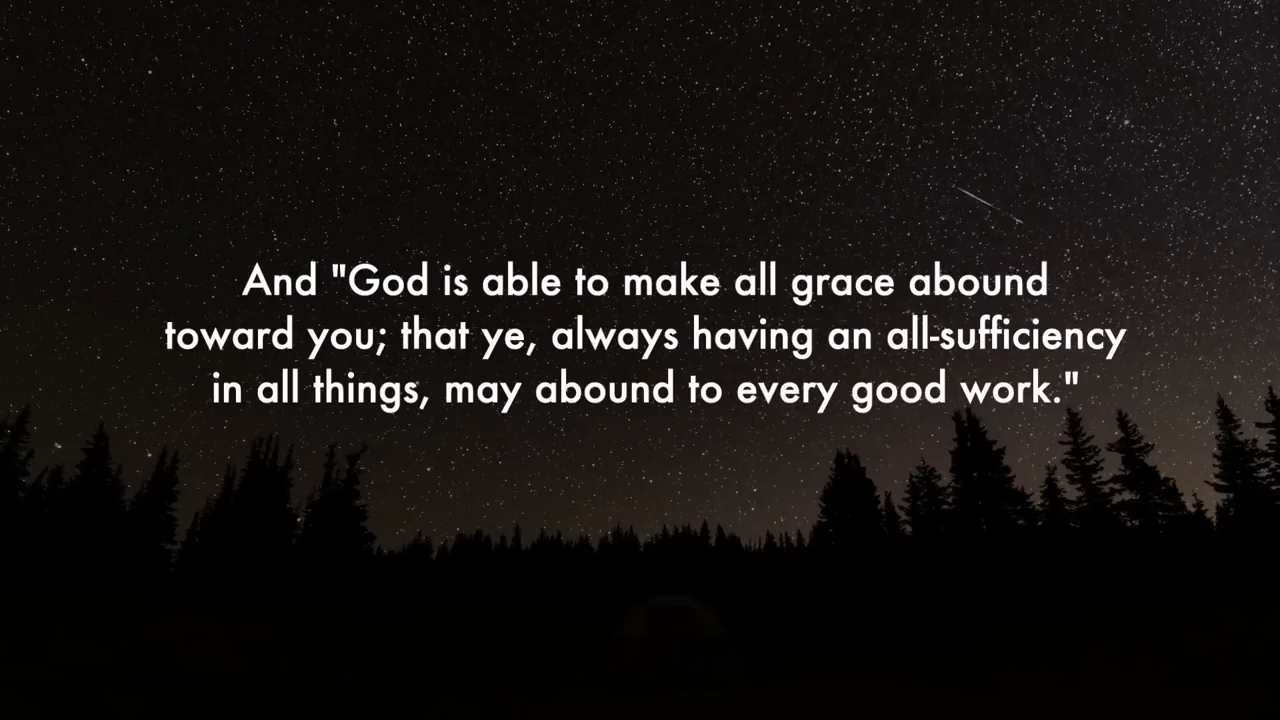 And "God is able to make all grace abound
toward you; that ye, always having an all-sufficiency
in all things, may abound to every good work."